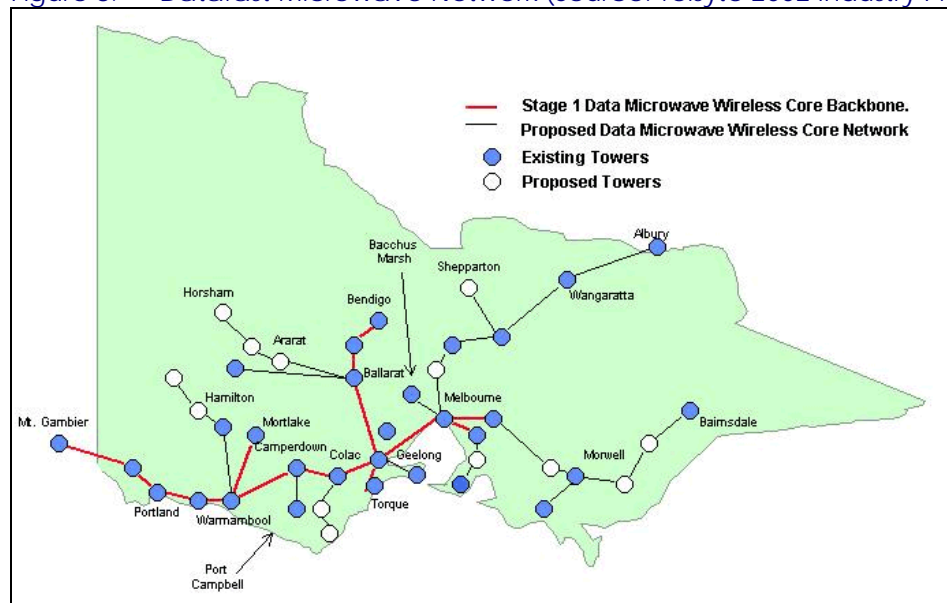 Stage 1 Data Microwave Wireless Core Backbone.
Proposed Data Microwave Wireless Core Network
Existing Towers
Proposed Towers
Albury
Bacchus
Marsh
Shepparton
Wangaratta
Horsham
Bendigo
Ararat
Ballarat
Hamilton
Melbourne
Mt. Gambier
Mortlake
Bairnsdale
Camperdown
Colac
Geelong
Morwell
Portland
Warrnambool
Torque
Port
Campbell